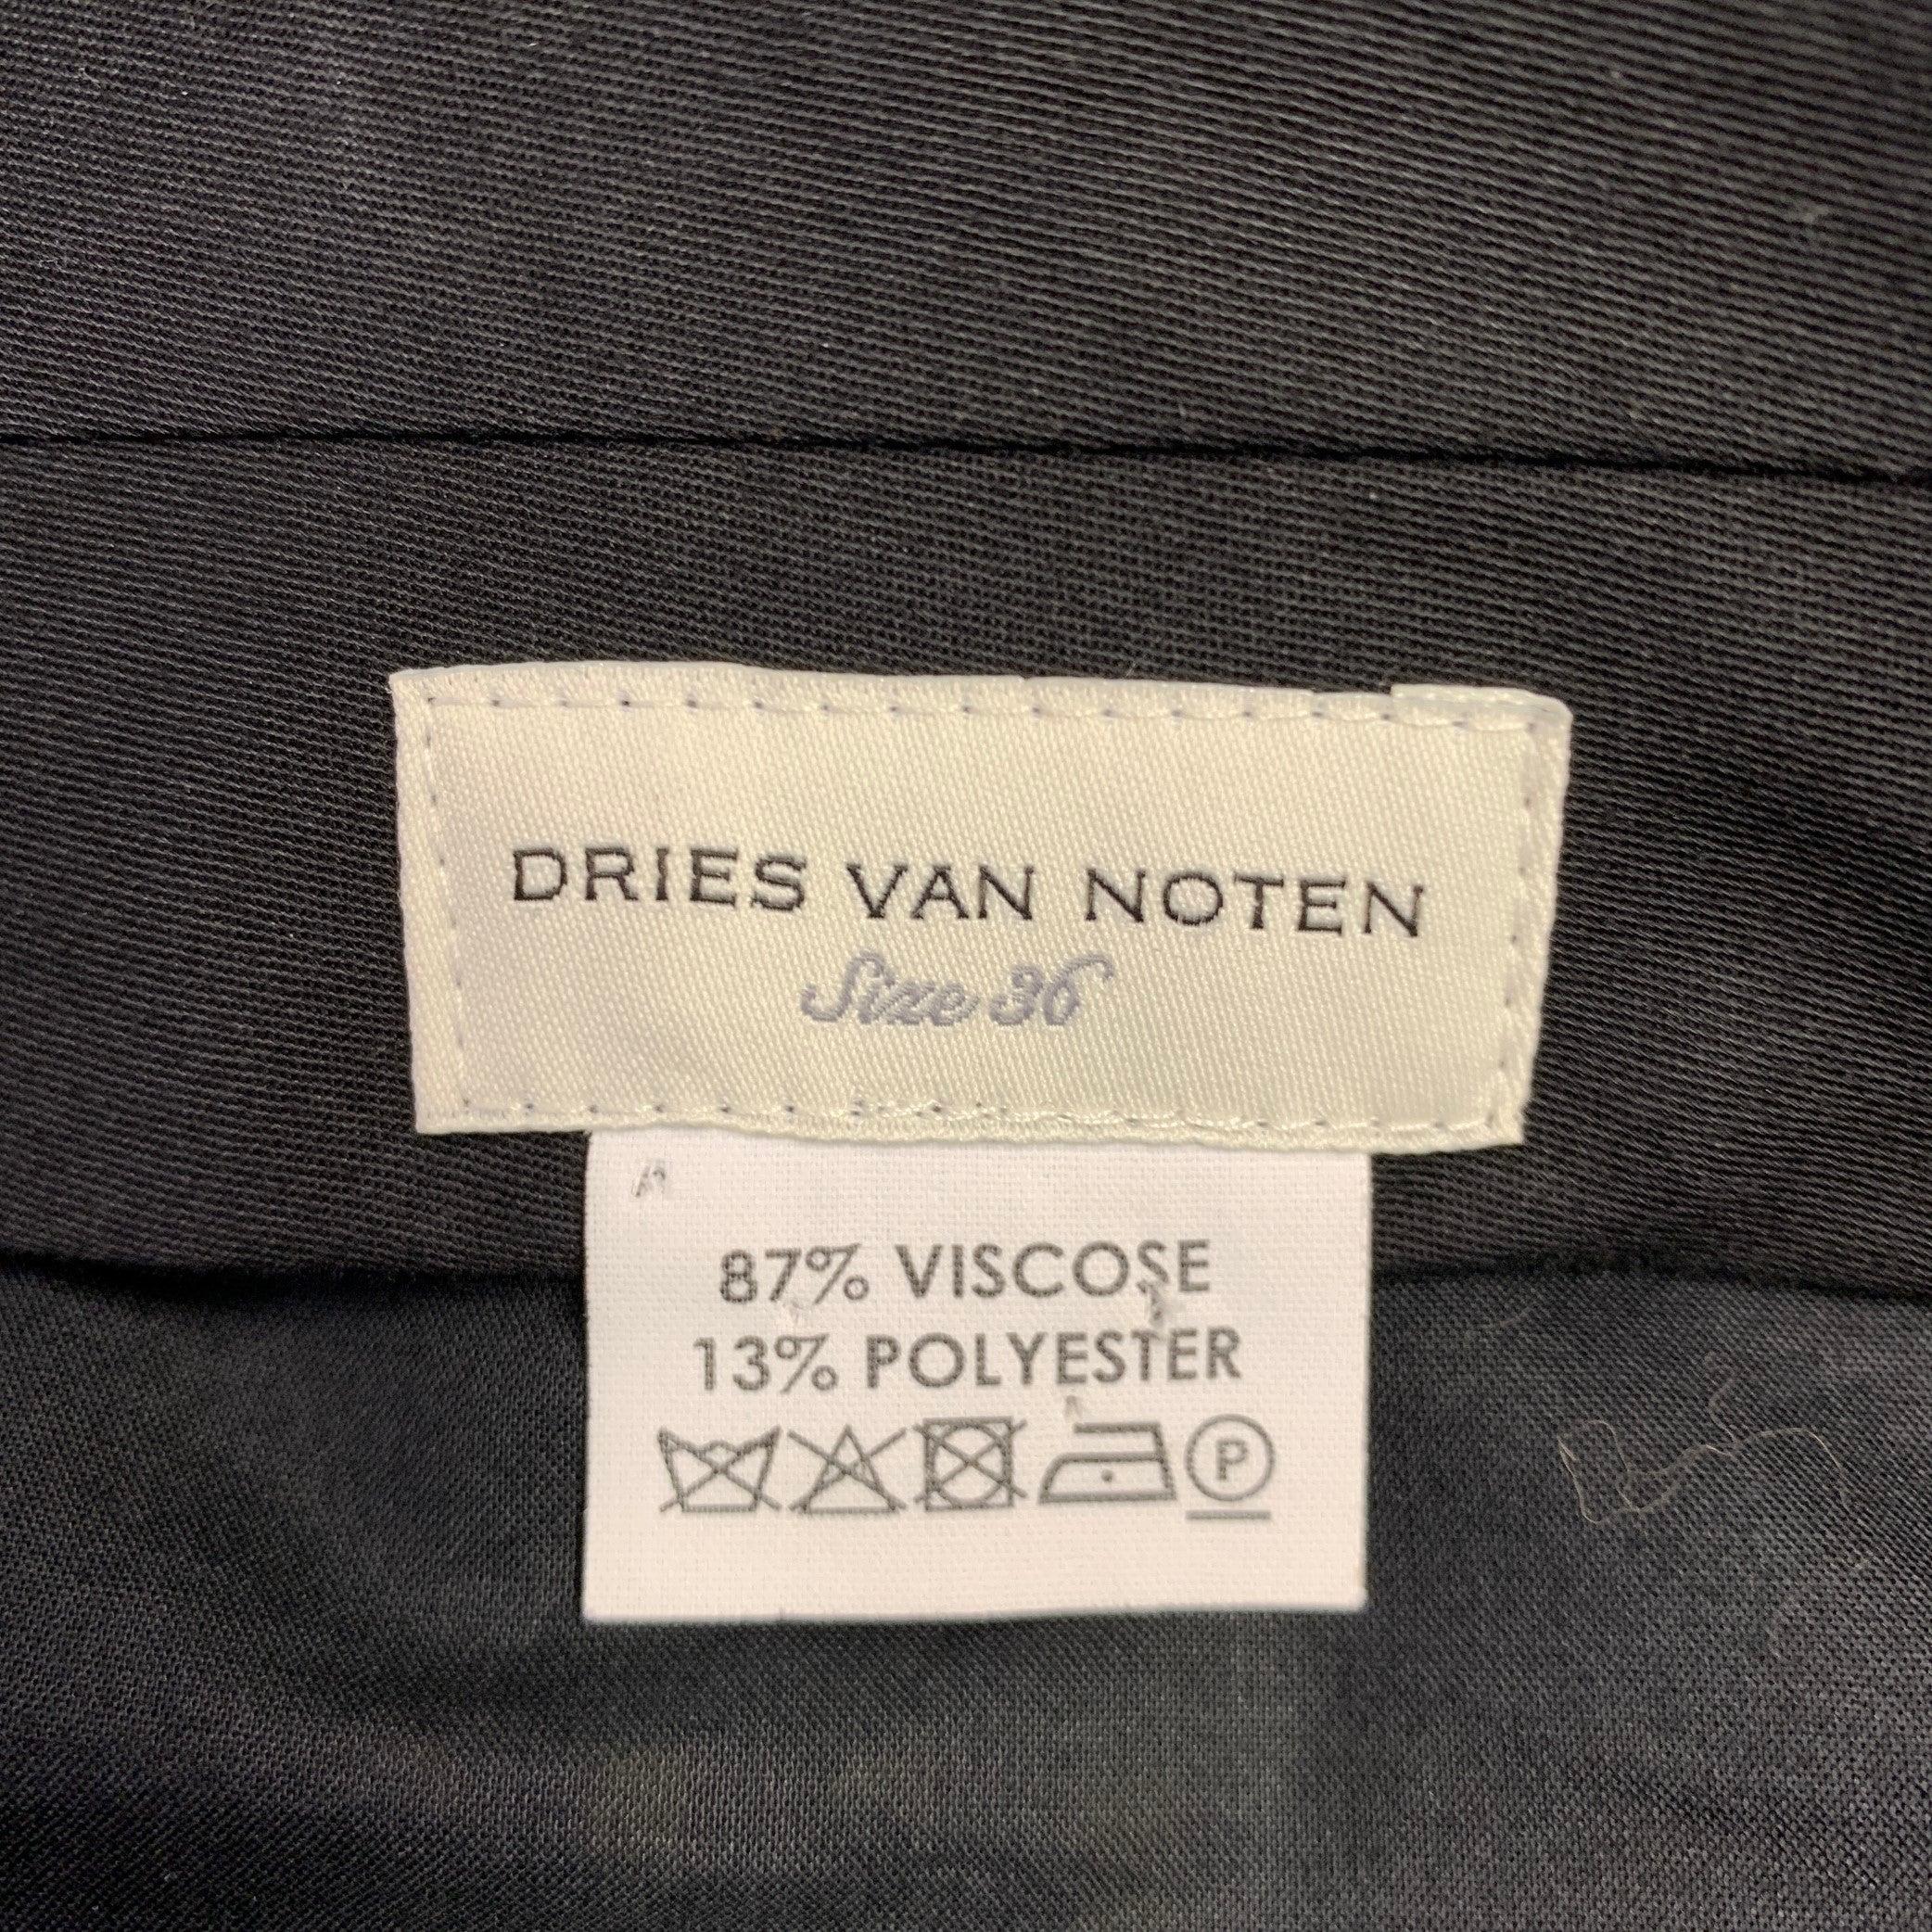 DRIES VAN NOTEN
Size 36
87% VISCOSE
13% POLYESTER
P